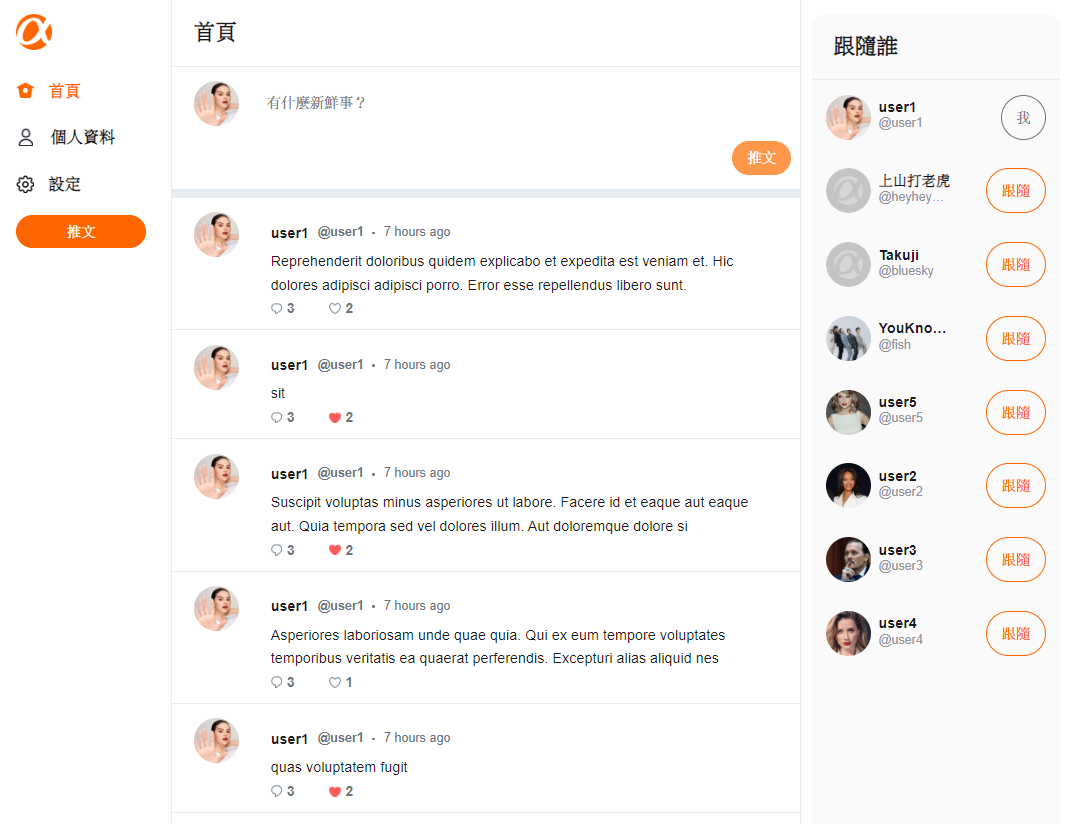 首頁
個人資料
設定
推文
首頁
有什麼新鮮事？
推文
user1 @user1 · 7 hours ago
Reprehenderit doloribus quidem explicabo et expedita est veniam et. Hic
dolores adipisci adipisci porro. Error esse repellendus libero sunt.
3 2
user1 @user1 · 7 hours ago
sit
3 2
user1 @user1 · 7 hours ago
Suscipit voluptas minus asperiores ut labore. Facere id et eaque aut eaque
aut. Quia tempora sed vel dolores illum. Aut doloremque dolore si
3 2
user1 @user1 · 7 hours ago
Asperiores laboriosam unde quae quia. Qui ex eum tempore voluptates
temporibus veritatis ea quaerat perferendis. Excepturi alias aliquid nes
3 1
user1 @user1 · 7 hours ago
quas voluptatem fugit
3 2
跟隨誰
user1
@user1
我
上山打老虎
@heyhey...
跟隨
Takuji
@bluesky
跟隨
YouKno...
@fish
跟隨
user5
@user5
跟隨
user2
@user2
跟隨
user3
@user3
跟隨
user4
@user4
跟隨